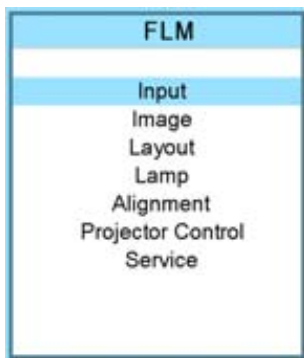 FLM
Input
Image
Layout
Lamp
Alignment
Projector Control
Service